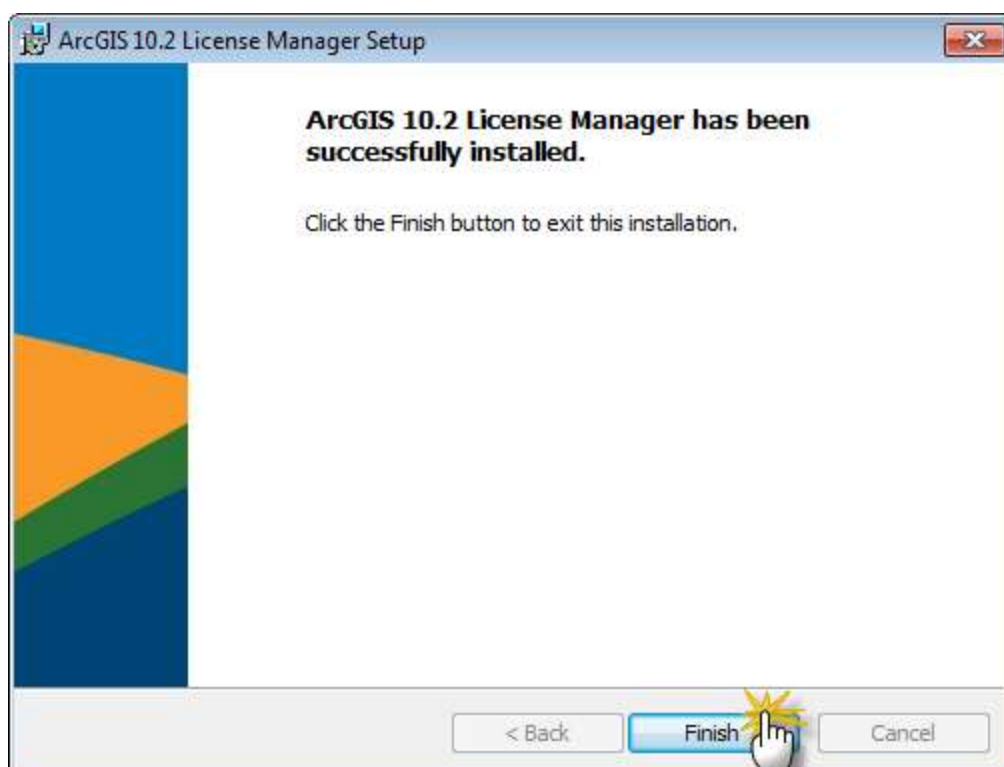 ArcGIS 10.2 License Manager Setup
ArcGIS 10.2 License Manager has been
successfully installed.
Click the Finish button to exit this installation.
< Back
Finish
Cancel